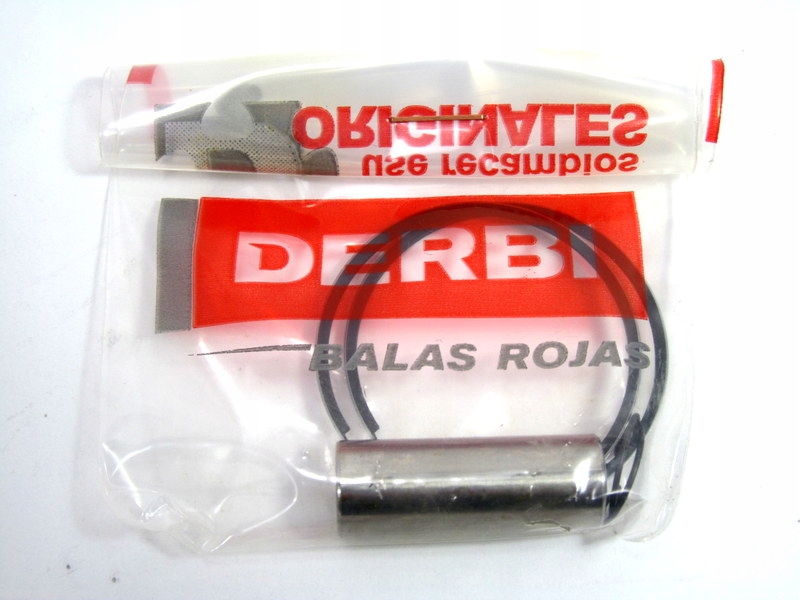 ORIGINALES
use recambios
DERBI
BALAS ROJAS